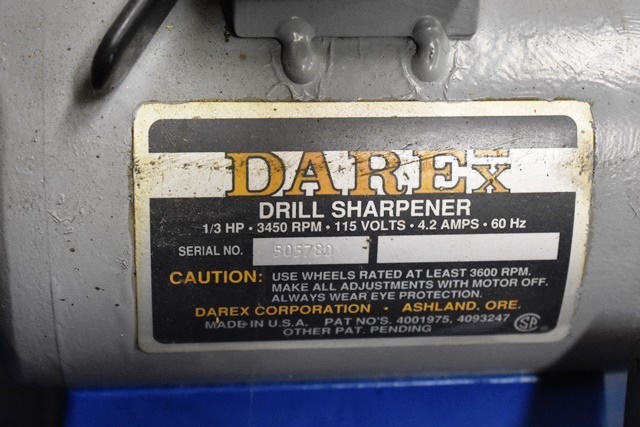 DAREX
DRILL SHARPENER
1/3 HP • 3450 RPM • 115 VOLTS • 4.2 AMPS • 60 Hz
SERIAL NO. 505780
CAUTION: USE WHEELS RATED AT LEAST 3600 RPM.
MAKE ALL ADJUSTMENTS WITH MOTOR OFF.
ALWAYS WEAR EYE PROTECTION.
DAREX CORPORATION • ASHLAND, ORE.
MADE IN U.S.A. PAT NO'S. 4001975, 4093247
OTHER PAT. PENDING
SA